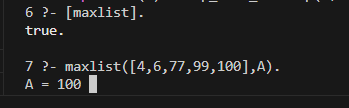 6 ?- [maxlist].
true.
7 ?- maxlist([4,6,77,99,100],A).
A = 100